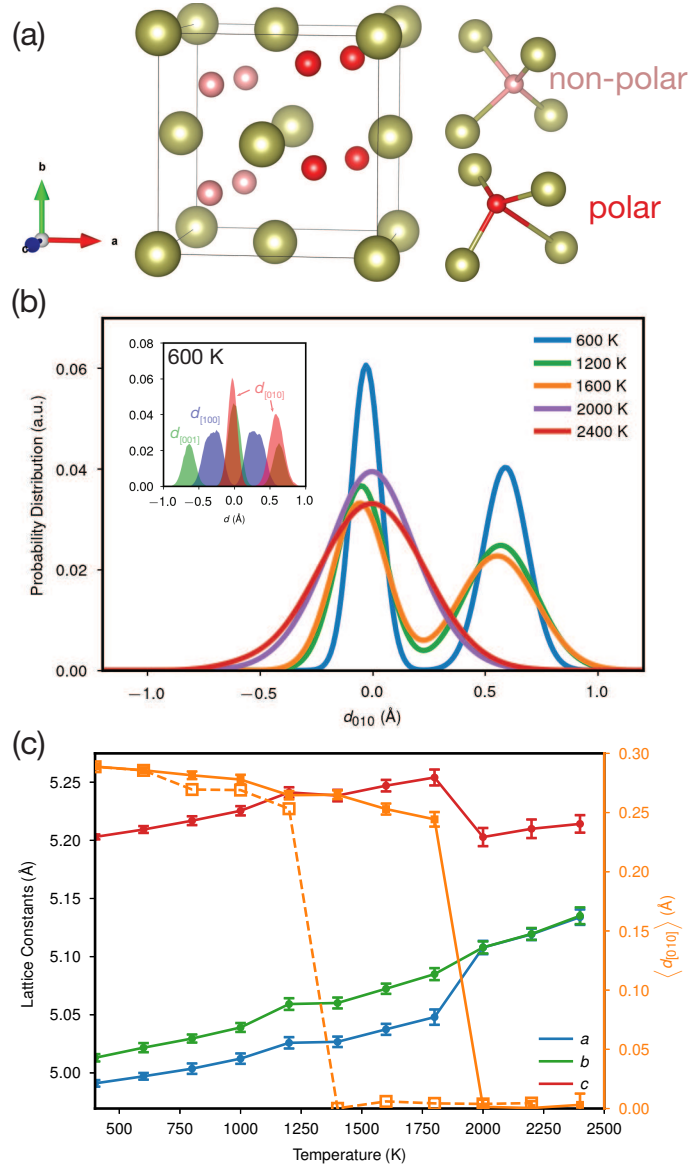 (a)
non-polar
b
a
c
polar
(b)
600 K
0.08
0.06
0.04
0.02
0.00
d[001]
d[100]
d[010]
−1.0 −0.5 0.0 0.5 1.0
d (Å)
600 K
1200 K
1600 K
2000 K
2400 K
0.06
0.04
0.02
0.00
Probability Distribution (a.u.)
−1.0 −0.5 0.0 0.5 1.0
d010 (Å)
(c)
5.25
5.20
5.15
5.10
5.05
5.00
Lattice Constants (Å)
0.30
0.25
0.20
0.15
0.10
0.05
0.00
⟨d[010]⟩ (Å)
a
b
c
500 750 1000 1250 1500 1750 2000 2250 2500
Temperature (K)